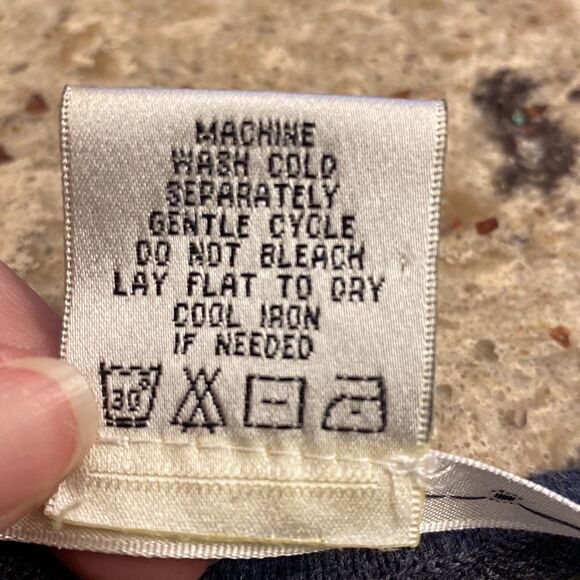 MACHINE
WASH COLD
SEPARATELY
GENTLE CYCLE
DO NOT BLEACH
LAY FLAT TO DRY
COOL IRON
IF NEEDED
30°